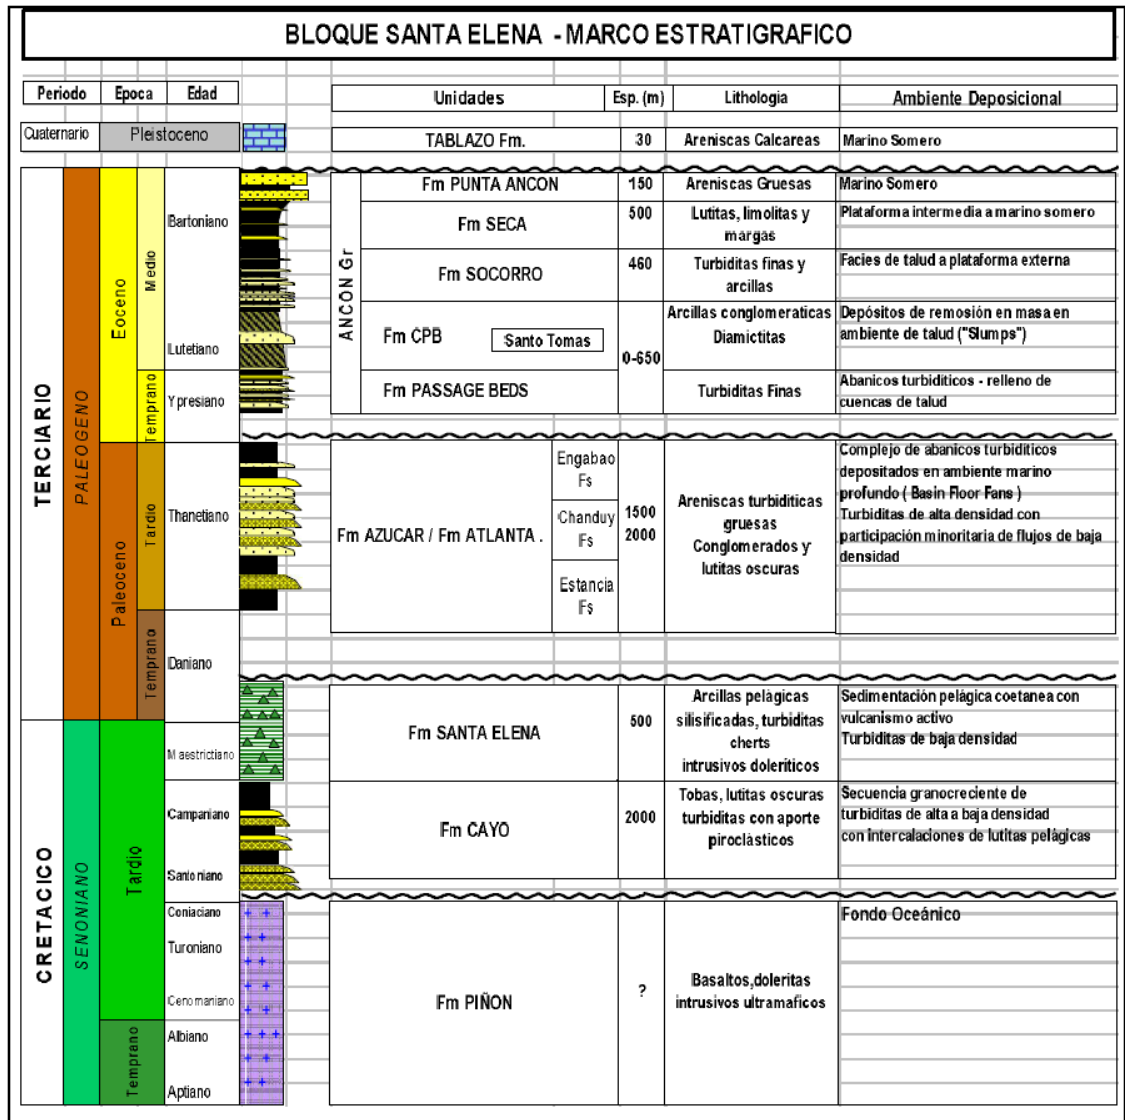 BLOQUE SANTA ELENA - MARCO ESTRATIGRAFICO
Periodo Epoca Edad Unidades Esp. (m) Lithologia Ambiente Deposicional
Cuaternario Pleistoceno TABLAZO Fm. 30 Areniscas Calcareas Marino Somero
TERCIARIO
PALEOGENO
Eoceno
Medio
Bartoniano
Lutetiano
Temprano
Ypresiano
Paleoceno
Tardio
Thanetiano
Temprano
Daniano
CRETACICO
SENONIANO
Tardio
Maestrictiano
Campaniano
Santoniano
Coniaciano
Turoniano
Cenomaniano
Temprano
Albiano
Aptiano
ANCON Gr
Fm PUNTA ANCON 150 Areniscas Gruesas Marino Somero
Fm SECA 500 Lutitas, limolitas y
margas
Plataforma intermedia a marino somero
Fm SOCORRO 460 Turbiditas finas y
arcillas
Facies de talud a plataforma externa
Fm CPB Santo Tomas
0-650
Arcillas conglomeraticas
Diamictitas
Depósitos de remosión en masa en
ambiente de talud ("Slumps")
Fm PASSAGE BEDS Turbiditas Finas
Abanicos turbidíticos - relleno de
cuencas de talud
Fm AZUCAR / Fm ATLANTA .
Engabao
Fs
Chanduy
Fs
Estancia
Fs
1500
2000
Areniscas turbidíticas
gruesas
Conglomerados y
lutitas oscuras
Complejo de abanicos turbidíticos
depositados en ambiente marino
profundo ( Basin Floor Fans )
Turbiditas de alta densidad con
participación minoritaria de flujos de baja
densidad
Fm SANTA ELENA
500
Arcillas pelágicas
silisificadas, turbiditas
cherts
intrusivos doleríticos
Sedimentación pelágica coetanea con
vulcanismo activo
Turbiditas de baja densidad
Fm CAYO
2000
Tobas, lutitas oscuras
turbiditas con aporte
piroclásticos
Secuencia granocreciente de
turbiditas de alta a baja densidad
con intercalaciones de lutitas pelágicas
Fm PIÑON
?
Basaltos,doleritas
intrusivos ultramaficos
Fondo Oceánico